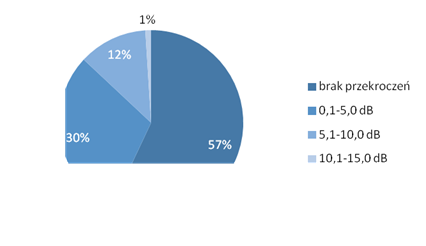 1%
12%
30%
57%
brak przekroczeń
0,1-5,0 dB
5,1-10,0 dB
10,1-15,0 dB